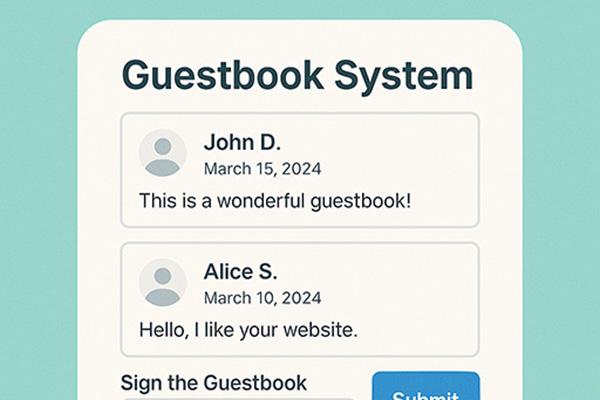 Guestbook System
John D.
March 15, 2024
This is a wonderful guestbook!
Alice S.
March 10, 2024
Hello, I like your website.
Sign the Guestbook
Submit